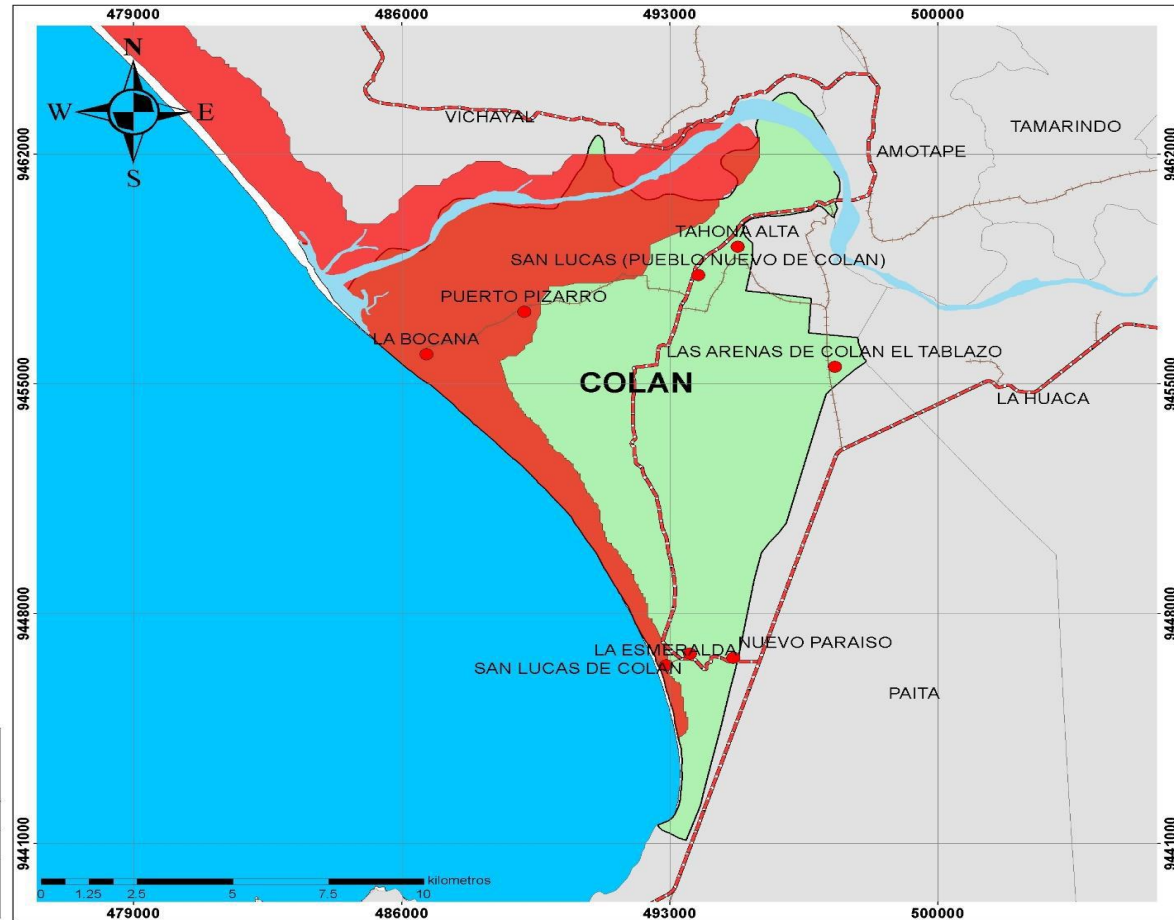 479000 486000 493000 500000
N
W E
S
VICHAYAL
TAMARINDO
AMOTAPE
9462000 9462000
TAHONA ALTA
SAN LUCAS (PUEBLO NUEVO DE COLAN)
PUERTO PIZARRO
LA BOCANA
LAS ARENAS DE COLAN EL TABLAZO
COLAN
9455000 9455000
LA HUACA
9448000 9448000
LA ESMERALDA
NUEVO PARAISO
SAN LUCAS DE COLAN
PAITA
9441000 9441000
kilometros
0 1.25 2.5 5 7.5 10
479000 486000 493000 500000